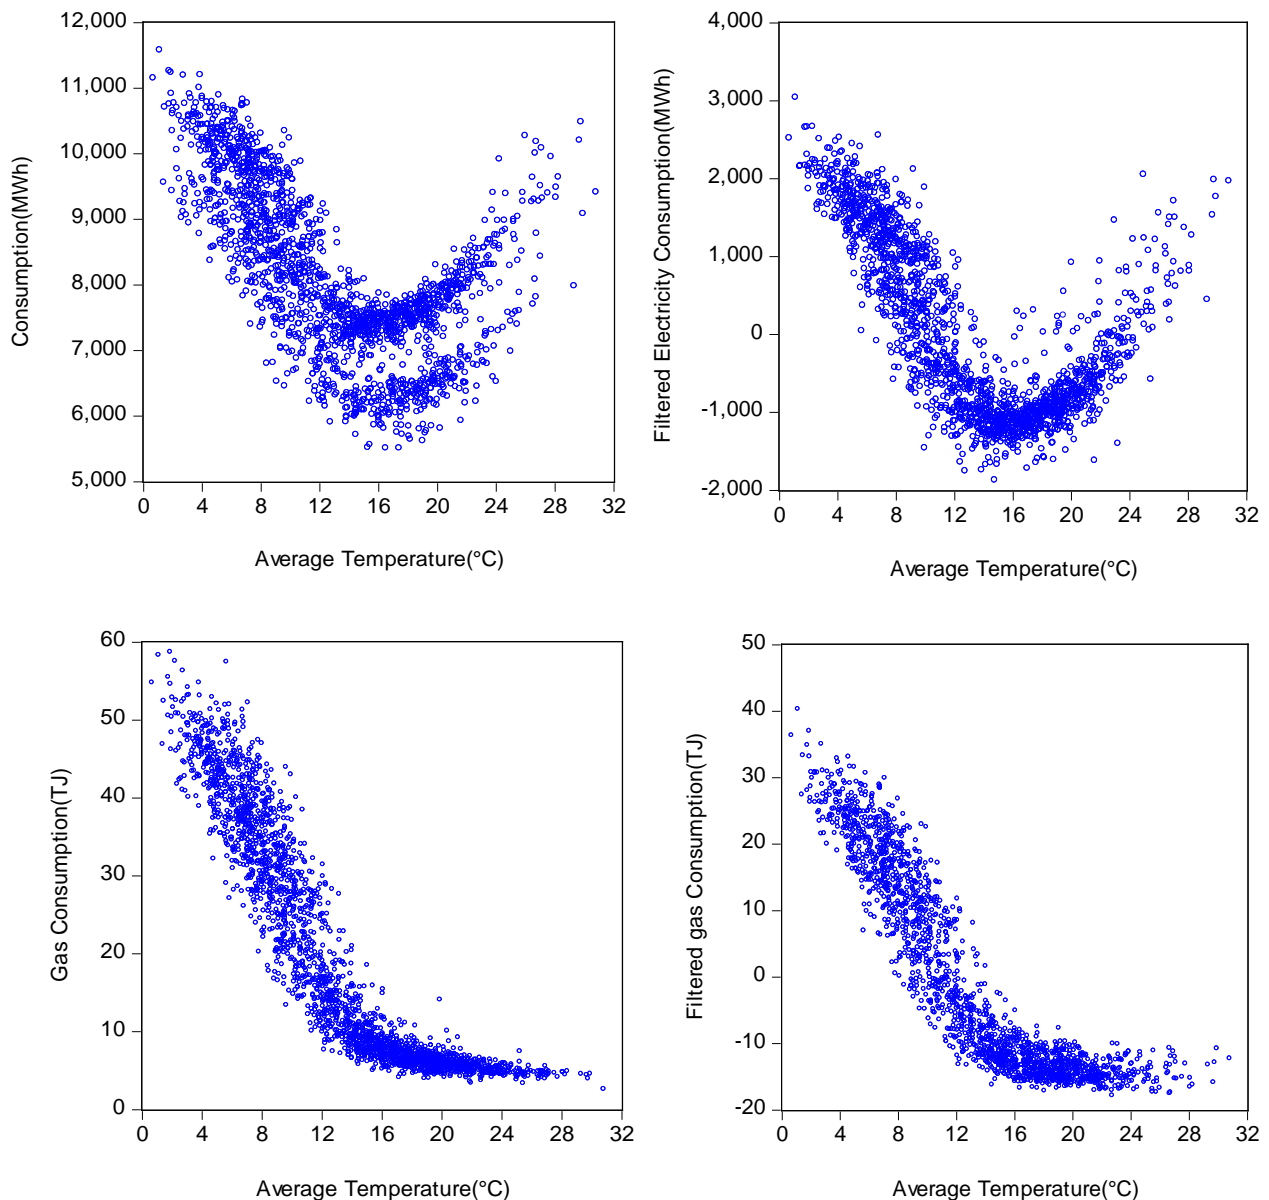 12,000
11,000
10,000
9,000
8,000
7,000
6,000
5,000
0 4 8 12 16 20 24 28 32
Consumption(MWh)
Average Temperature(°C)
4,000
3,000
2,000
1,000
0
-1,000
-2,000
0 4 8 12 16 20 24 28 32
Filtered Electricity Consumption(MWh)
Average Temperature(°C)
60
50
40
30
20
10
0
0 4 8 12 16 20 24 28 32
Gas Consumption(TJ)
Average Temperature(°C)
50
40
30
20
10
0
-10
-20
0 4 8 12 16 20 24 28 32
Filtered gas Consumption(TJ)
Average Temperature(°C)